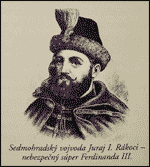 Sedmohradský vojvoda Juraj I. Rákoci –
nebezpečný súper Ferdinanda III.